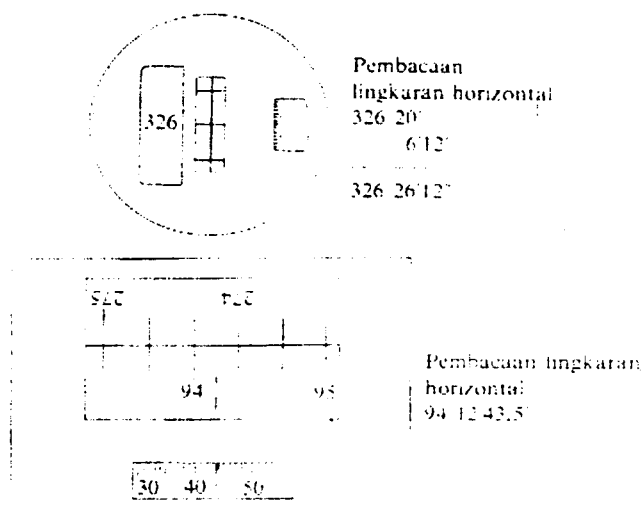 326
Pembacaan
lingkaran horizontal
326 20'
6'12"
326 26'12"
275 274
94 95
Pembacaan lingkaran
horizontal
94 12 43,5"
30 40 50